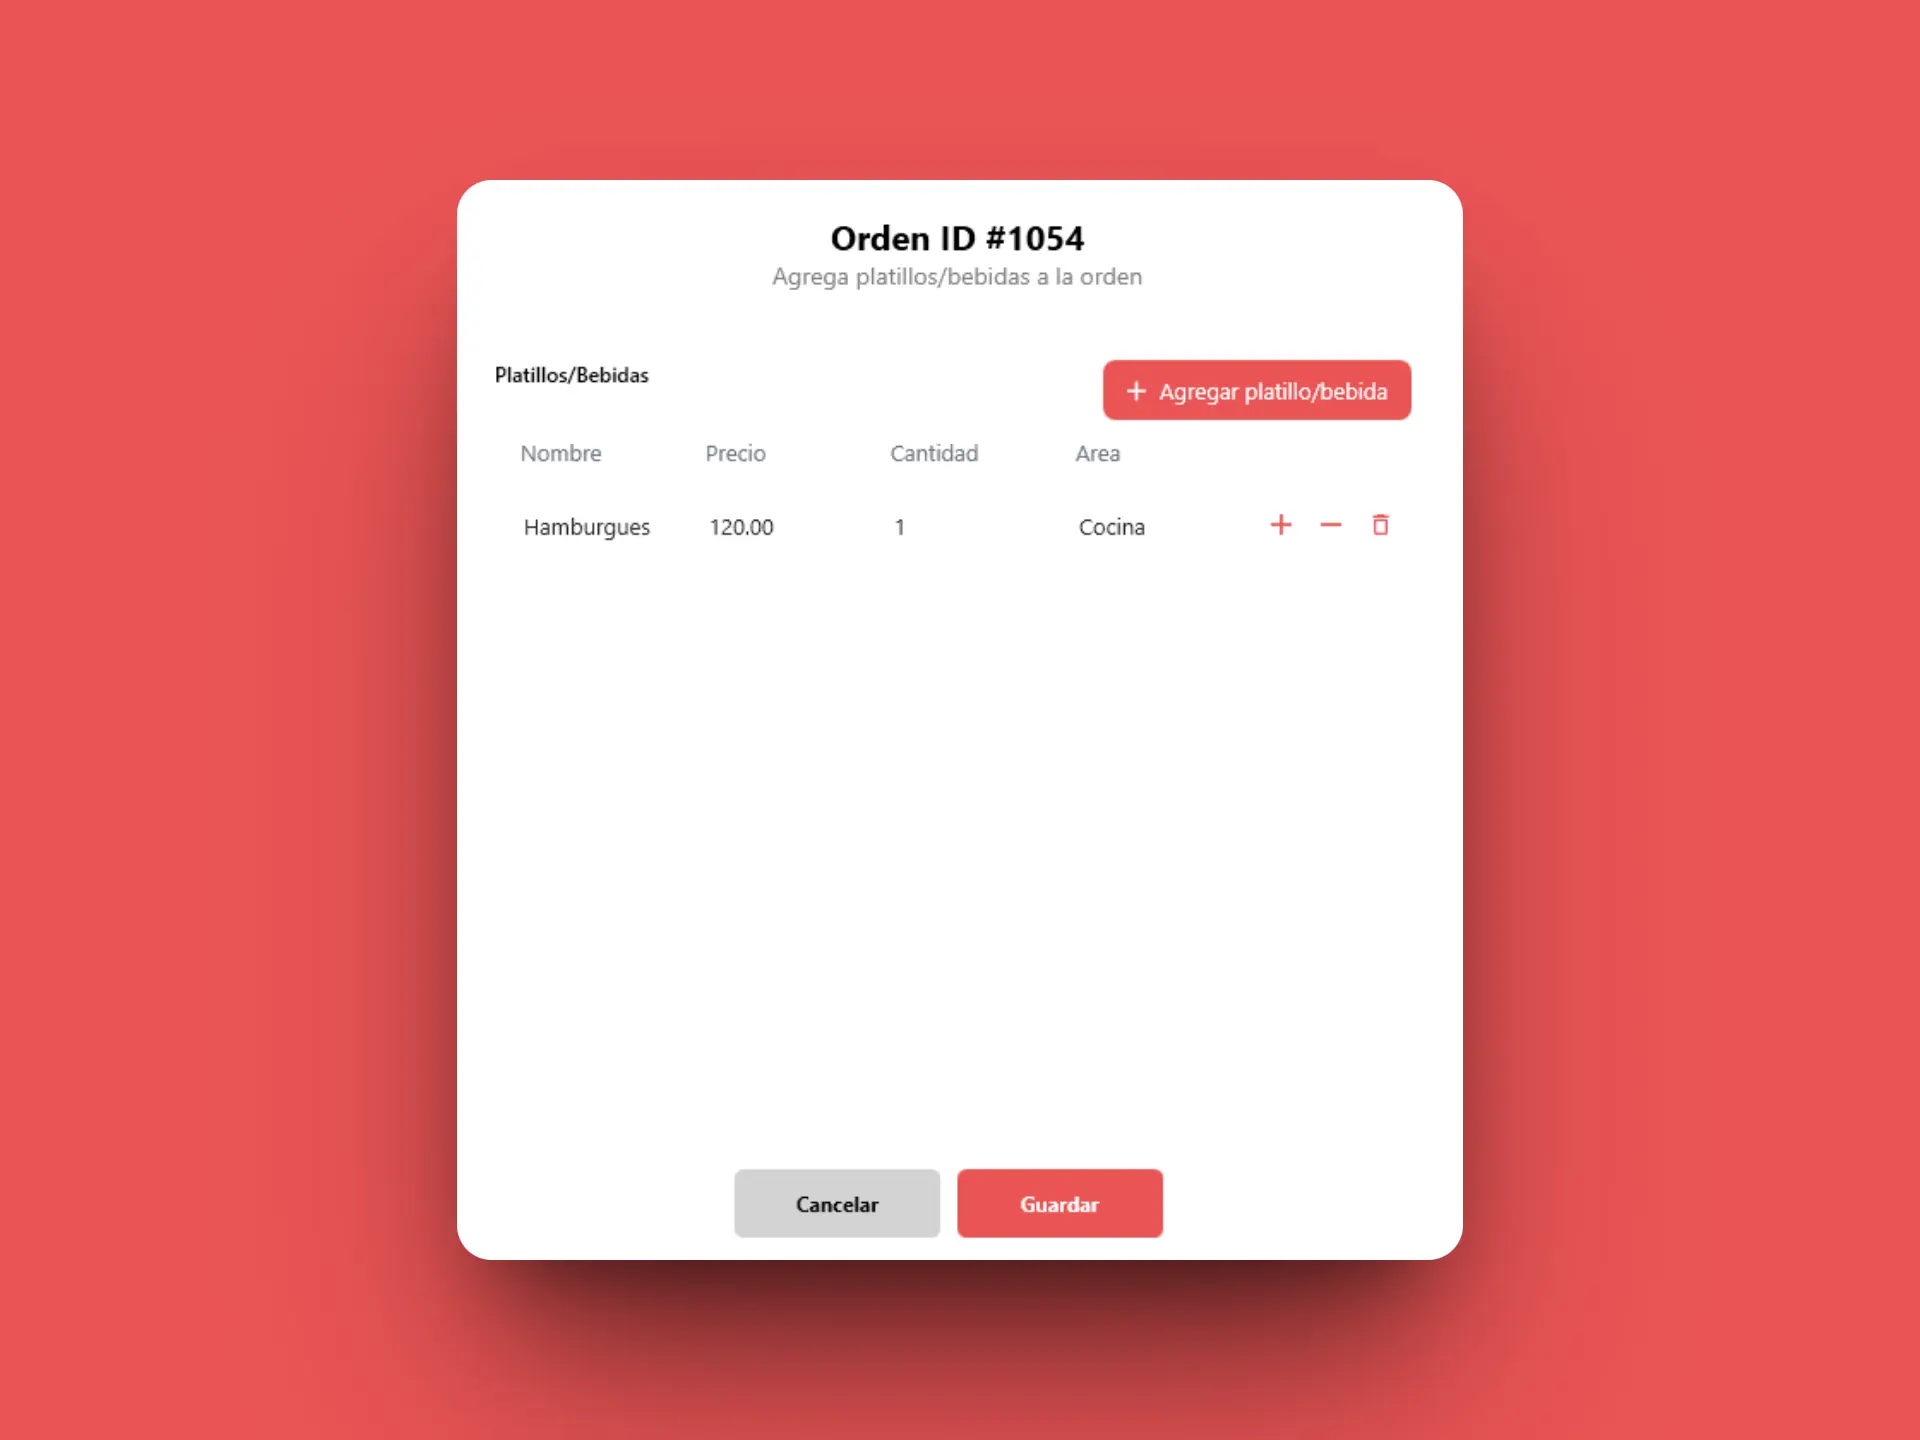 Orden ID #1054
Agrega platillos/bebidas a la orden
Platillos/Bebidas
+ Agregar platillo/bebida
Nombre Precio Cantidad Area
Hamburgues 120.00 1 Cocina
Cancelar Guardar